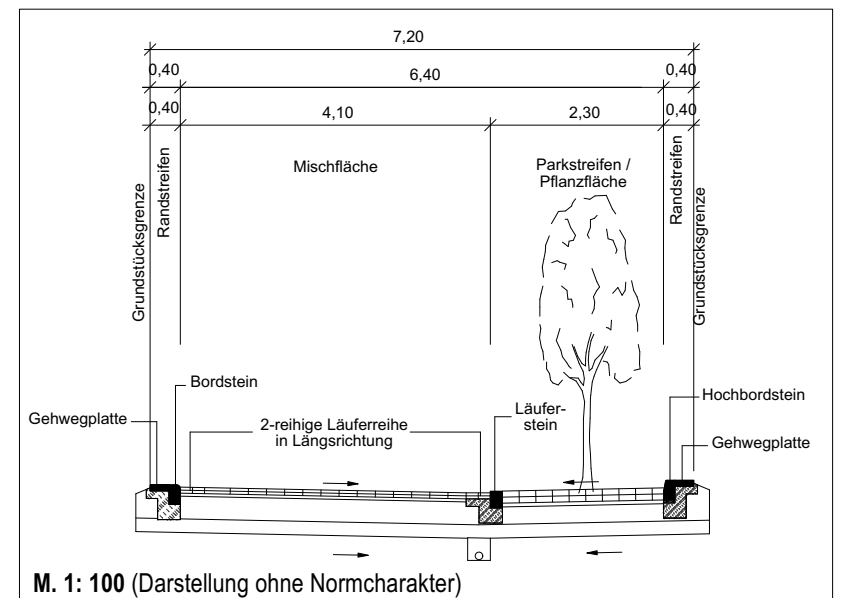 7,20
0,40 6,40 0,40
0,40 4,10 2,30 0,40
Grundstücksgrenze
Randstreifen
Mischfläche
Parkstreifen /
Pflanzfläche
Randstreifen
Grundstücksgrenze
Bordstein
Gehwegplatte
2-reihige Läuferreihe
in Längsrichtung
Läufer-
stein
Hochbordstein
Gehwegplatte
M. 1: 100 (Darstellung ohne Normcharakter)